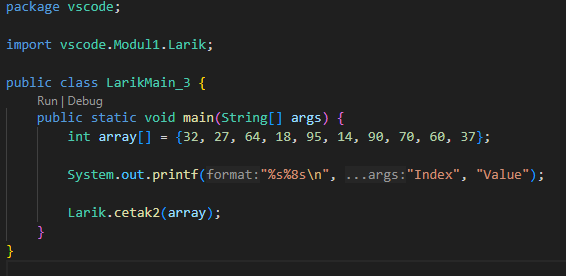 package vscode;
import vscode.Modul1.Larik;
public class LarikMain_3 {
Run | Debug
public static void main(String[] args) {
int array[] = {32, 27, 64, 18, 95, 14, 90, 70, 60, 37};
System.out.printf(format:"%s%8s\n", ...args:"Index", "Value");
Larik.cetak2(array);
}
}